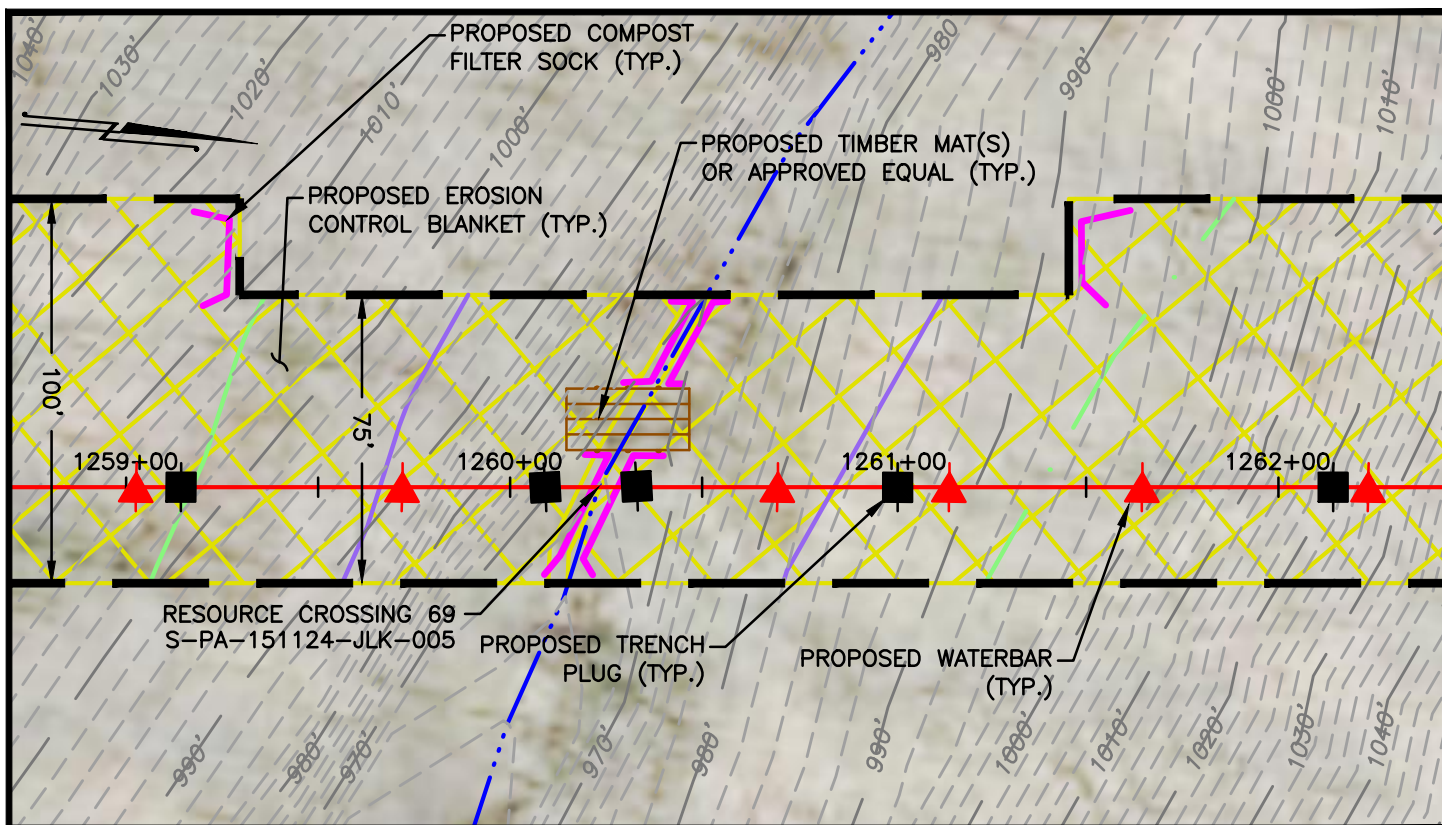 PROPOSED COMPOST
FILTER SOCK (TYP.)
1040'
1030'
1020'
1010'
1000'
980
990'
1000'
1010'
PROPOSED TIMBER MAT(S)
OR APPROVED EQUAL (TYP.)
PROPOSED EROSION
CONTROL BLANKET (TYP.)
100'
75'
1259+00
1260+00
1261+00
1262+00
RESOURCE CROSSING 69
S-PA-151124-JLK-005
PROPOSED TRENCH
PLUG (TYP.)
PROPOSED WATERBAR
(TYP.)
990'
980'
970'
970'
980'
990'
1000'
1010'
1020'
1030'
1040'